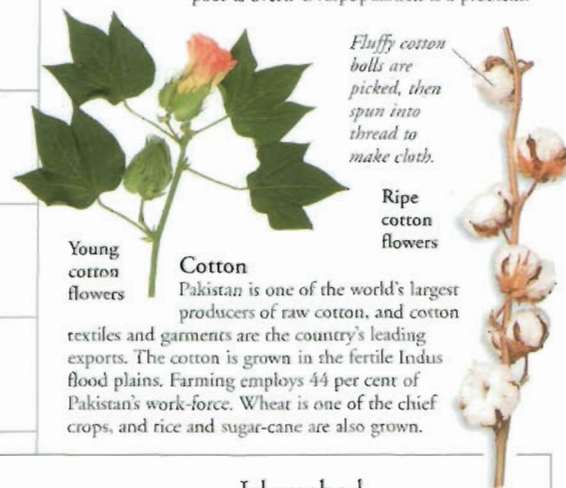 Fluffy cotton
bolls are
picked, then
spun into
thread to
make cloth.
Ripe
cotton
flowers
Young
cotton
flowers
Cotton
Pakistan is one of the world's largest
producers of raw cotton, and cotton
textiles and garments are the country's leading
exports. The cotton is grown in the fertile Indus
flood plains. Farming employs 44 per cent of
Pakistan's work-force. Wheat is one of the chief
crops, and rice and sugar-cane are also grown.